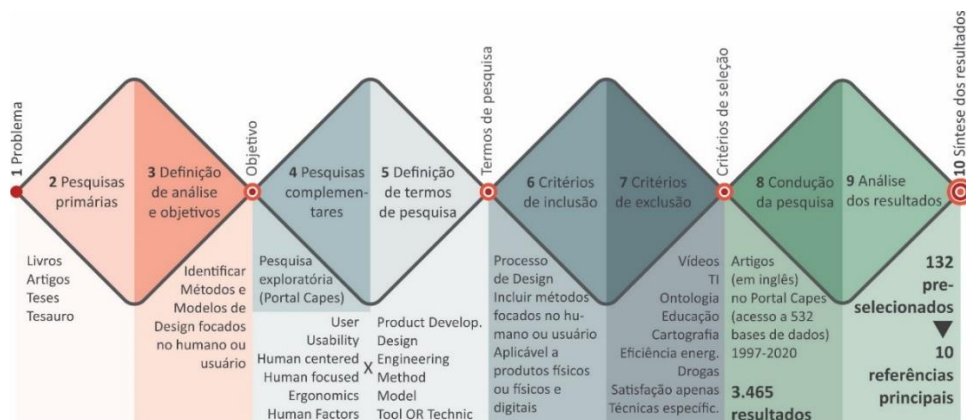 1 Problema
2 Pesquisas
primárias
3 Definição
de análise
e objetivos
Objetivo
4 Pesquisas
complemen-
tares
5 Definição
de termos
de pesquisa
Termos de pesquisa
6 Critérios
de inclusão
7 Critérios
de exclusão
Critérios de seleção
8 Condução
da pesquisa
9 Análise
dos resultados
10 Síntese dos resultados
Livros
Artigos
Teses
Tesauro
Identificar
Métodos e
Modelos de
Design focados
no humano ou
usuário
Pesquisa
exploratória
(Portal Capes)
User
Usability
Human centered
Human focused
Ergonomics
Human Factors
X
Product Develop.
Design
Engineering
Method
Model
Tool OR Technic
Processo
de Design
Incluir métodos
focados no hu-
mano ou usuário
Aplicável a
produtos físicos
ou físicos e
digitais
Vídeos
TI
Ontologia
Educação
Cartografia
Eficiência energ.
Drogas
Satisfação apenas
Técnicas específic.
Artigos
(em inglês)
no Portal Capes
(acesso a 532
bases de dados)
1997-2020
3.465
resultados
132
pre-
selecionados
10
referências
principais